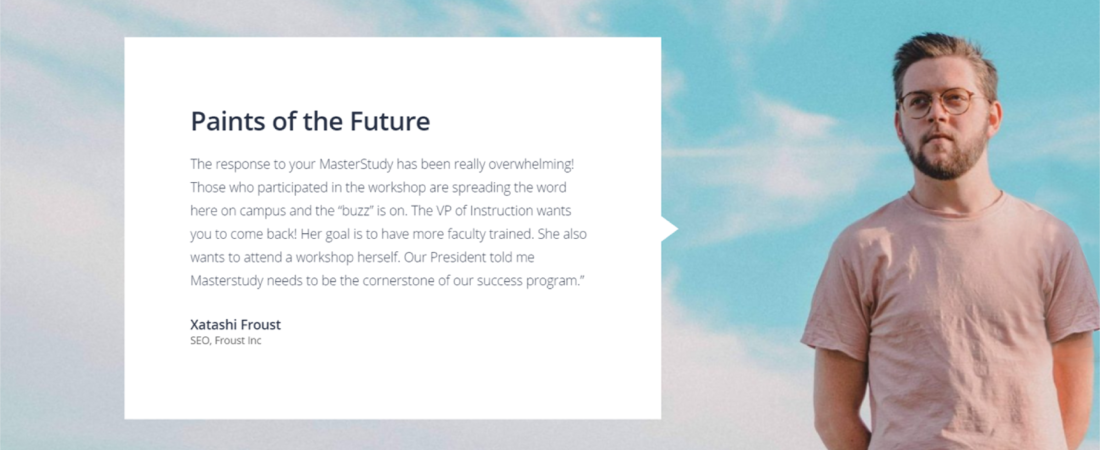 Paints of the Future
The response to your MasterStudy has been really overwhelming!
Those who participated in the workshop are spreading the word
here on campus and the “buzz” is on. The VP of Instruction wants
you to come back! Her goal is to have more faculty trained. She also
wants to attend a workshop herself. Our President told me
Masterstudy needs to be the cornerstone of our success program.”
Xatashi Froust
SEO, Froust Inc